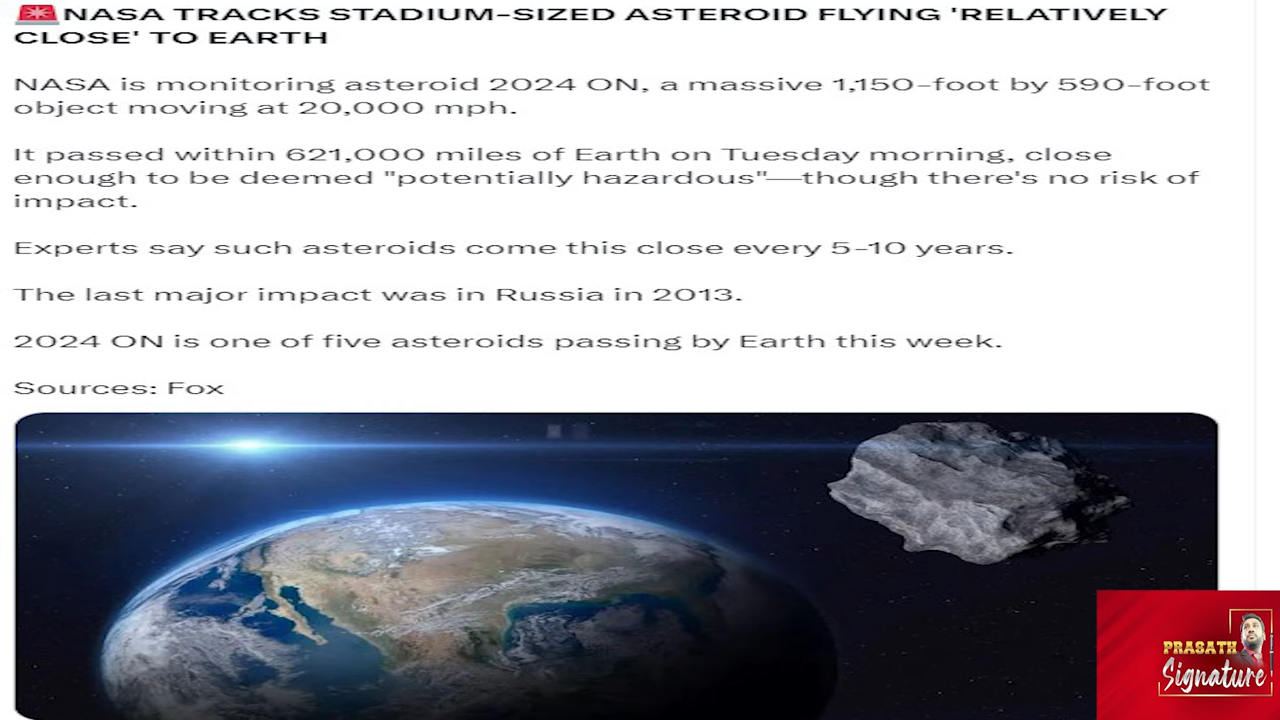 🚨NASA TRACKS STADIUM-SIZED ASTEROID FLYING 'RELATIVELY
CLOSE' TO EARTH
NASA is monitoring asteroid 2024 ON, a massive 1,150-foot by 590-foot
object moving at 20,000 mph.
It passed within 621,000 miles of Earth on Tuesday morning, close
enough to be deemed "potentially hazardous"—though there's no risk of
impact.
Experts say such asteroids come this close every 5-10 years.
The last major impact was in Russia in 2013.
2024 ON is one of five asteroids passing by Earth this week.
Sources: Fox
PRASATH
Signature